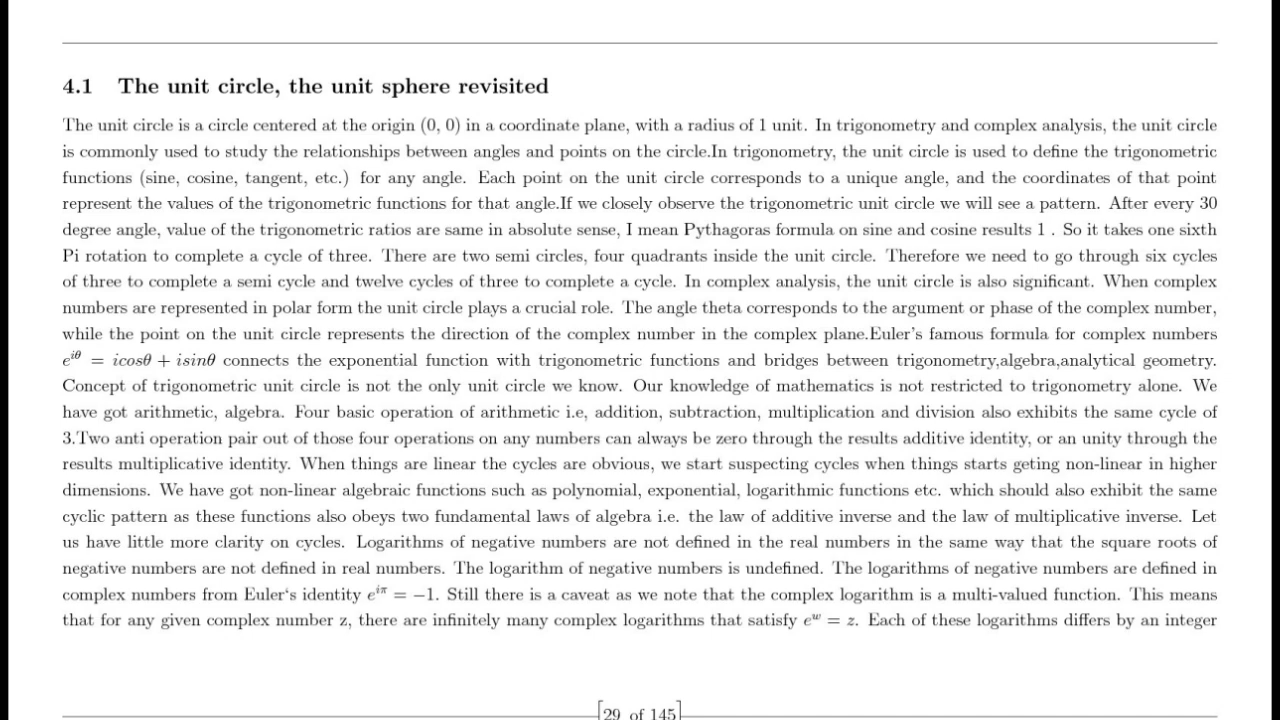 4.1 The unit circle, the unit sphere revisited
The unit circle is a circle centered at the origin (0, 0) in a coordinate plane, with a radius of 1 unit. In trigonometry and complex analysis, the unit circle
is commonly used to study the relationships between angles and points on the circle.In trigonometry, the unit circle is used to define the trigonometric
functions (sine, cosine, tangent, etc.) for any angle. Each point on the unit circle corresponds to a unique angle, and the coordinates of that point
represent the values of the trigonometric functions for that angle.If we closely observe the trigonometric unit circle we will see a pattern. After every 30
degree angle, value of the trigonometric ratios are same in absolute sense, I mean Pythagoras formula on sine and cosine results 1 . So it takes one sixth
Pi rotation to complete a cycle of three. There are two semi circles, four quadrants inside the unit circle. Therefore we need to go through six cycles
of three to complete a semi cycle and twelve cycles of three to complete a cycle. In complex analysis, the unit circle is also significant. When complex
numbers are represented in polar form the unit circle plays a crucial role. The angle theta corresponds to the argument or phase of the complex number,
while the point on the unit circle represents the direction of the complex number in the complex plane.Euler's famous formula for complex numbers
e^{iθ} = icosθ + isinθ connects the exponential function with trigonometric functions and bridges between trigonometry,algebra,analytical geometry.
Concept of trigonometric unit circle is not the only unit circle we know. Our knowledge of mathematics is not restricted to trigonometry alone. We
have got arithmetic, algebra. Four basic operation of arithmetic i.e, addition, subtraction, multiplication and division also exhibits the same cycle of
3.Two anti operation pair out of those four operations on any numbers can always be zero through the results additive identity, or an unity through the
results multiplicative identity. When things are linear the cycles are obvious, we start suspecting cycles when things starts geting non-linear in higher
dimensions. We have got non-linear algebraic functions such as polynomial, exponential, logarithmic functions etc. which should also exhibit the same
cyclic pattern as these functions also obeys two fundamental laws of algebra i.e. the law of additive inverse and the law of multiplicative inverse. Let
us have little more clarity on cycles. Logarithms of negative numbers are not defined in the real numbers in the same way that the square roots of
negative numbers are not defined in real numbers. The logarithm of negative numbers is undefined. The logarithms of negative numbers are defined in
complex numbers from Euler‘s identity e^{iπ} = −1. Still there is a caveat as we note that the complex logarithm is a multi-valued function. This means
that for any given complex number z, there are infinitely many complex logarithms that satisfy e^{w} = z. Each of these logarithms differs by an integer
[29 of 145]